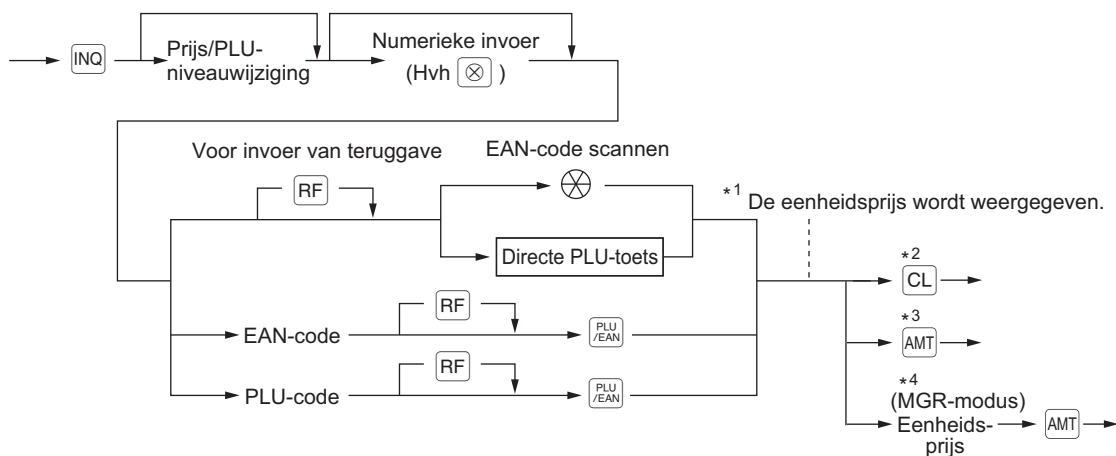 INQ
Prijs/PLU-
niveauwijziging
Numerieke invoer
(Hvh ⊗ )
Voor invoer van teruggave
RF
EAN-code scannen
Directe PLU-toets
*1 De eenheidsprijs wordt weergegeven.
*2
CL
*3
AMT
*4
(MGR-modus)
Eenheids-
prijs
AMT
EAN-code
RF
PLU
/EAN
PLU-code
RF
PLU
/EAN